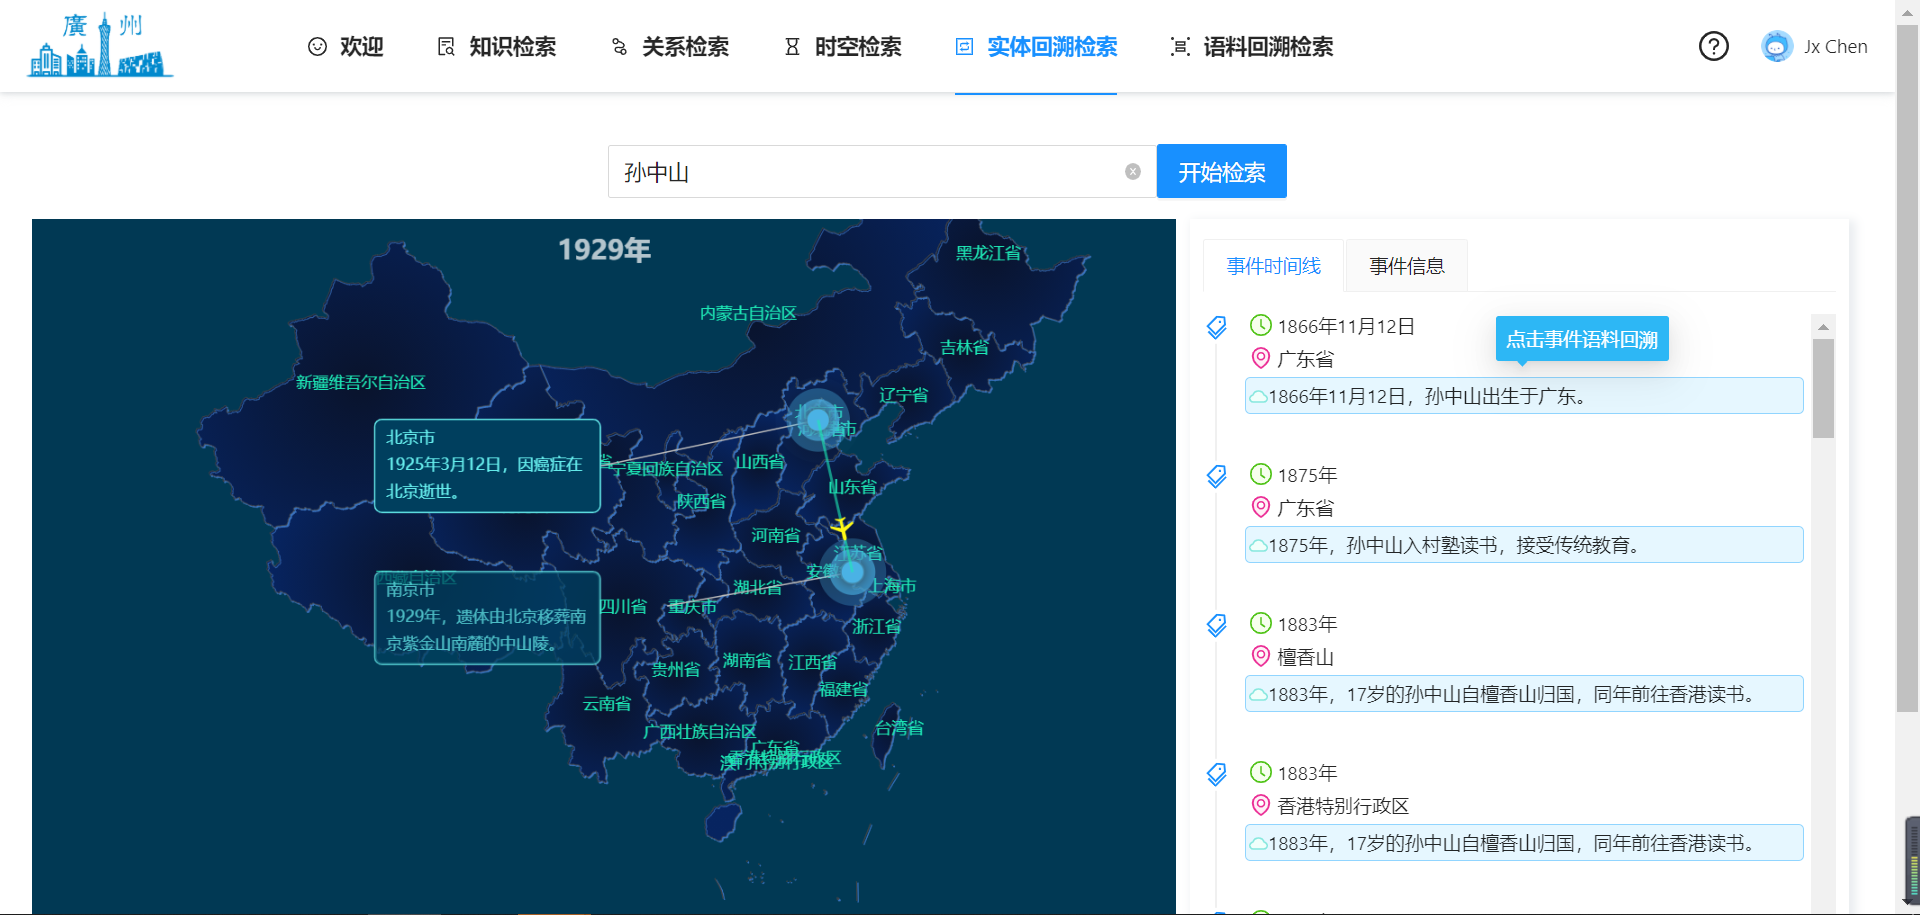 廣州
欢迎
知识检索
关系检索
时空检索
实体回溯检索
语料回溯检索
Jx Chen
孙中山
开始检索
1929年
黑龙江省
内蒙古自治区
吉林省
新疆维吾尔自治区
辽宁省
北京市
1925年3月12日，因癌症在
北京逝世。
宁夏回族自治区
山西省
山东省
陕西省
河南省
江苏省
安徽
上海市
西藏自治区
南京市
1929年，遗体由北京移葬南
京紫金山南麓的中山陵。
湖北省
四川省
重庆市
浙江省
湖南省
江西省
贵州省
福建省
云南省
台湾省
广西壮族自治区
广东省
香港特别行政区
澳门特别行政区
事件时间线
事件信息
点击事件语料回溯
1866年11月12日
广东省
1866年11月12日，孙中山出生于广东。
1875年
广东省
1875年，孙中山入村塾读书，接受传统教育。
1883年
檀香山
1883年，17岁的孙中山自檀香山归国，同年前往香港读书。
1883年
香港特别行政区
1883年，17岁的孙中山自檀香山归国，同年前往香港读书。